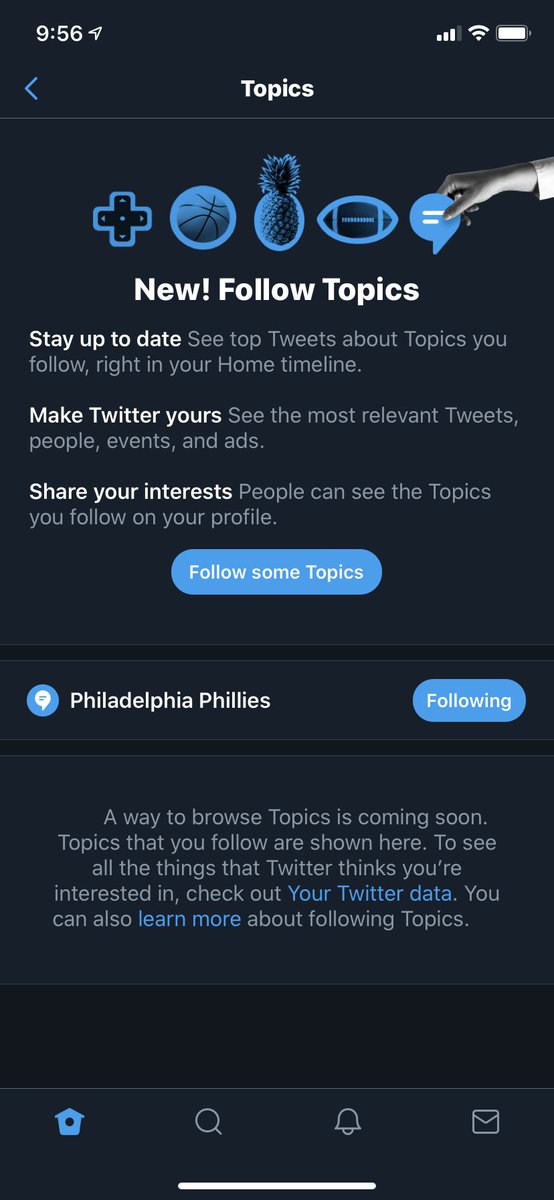 9:56
Topics
New! Follow Topics
Stay up to date See top Tweets about Topics you
follow, right in your Home timeline.
Make Twitter yours See the most relevant Tweets,
people, events, and ads.
Share your interests People can see the Topics
you follow on your profile.
Follow some Topics
Philadelphia Phillies
Following
A way to browse Topics is coming soon.
Topics that you follow are shown here. To see
all the things that Twitter thinks you’re
interested in, check out Your Twitter data. You
can also learn more about following Topics.